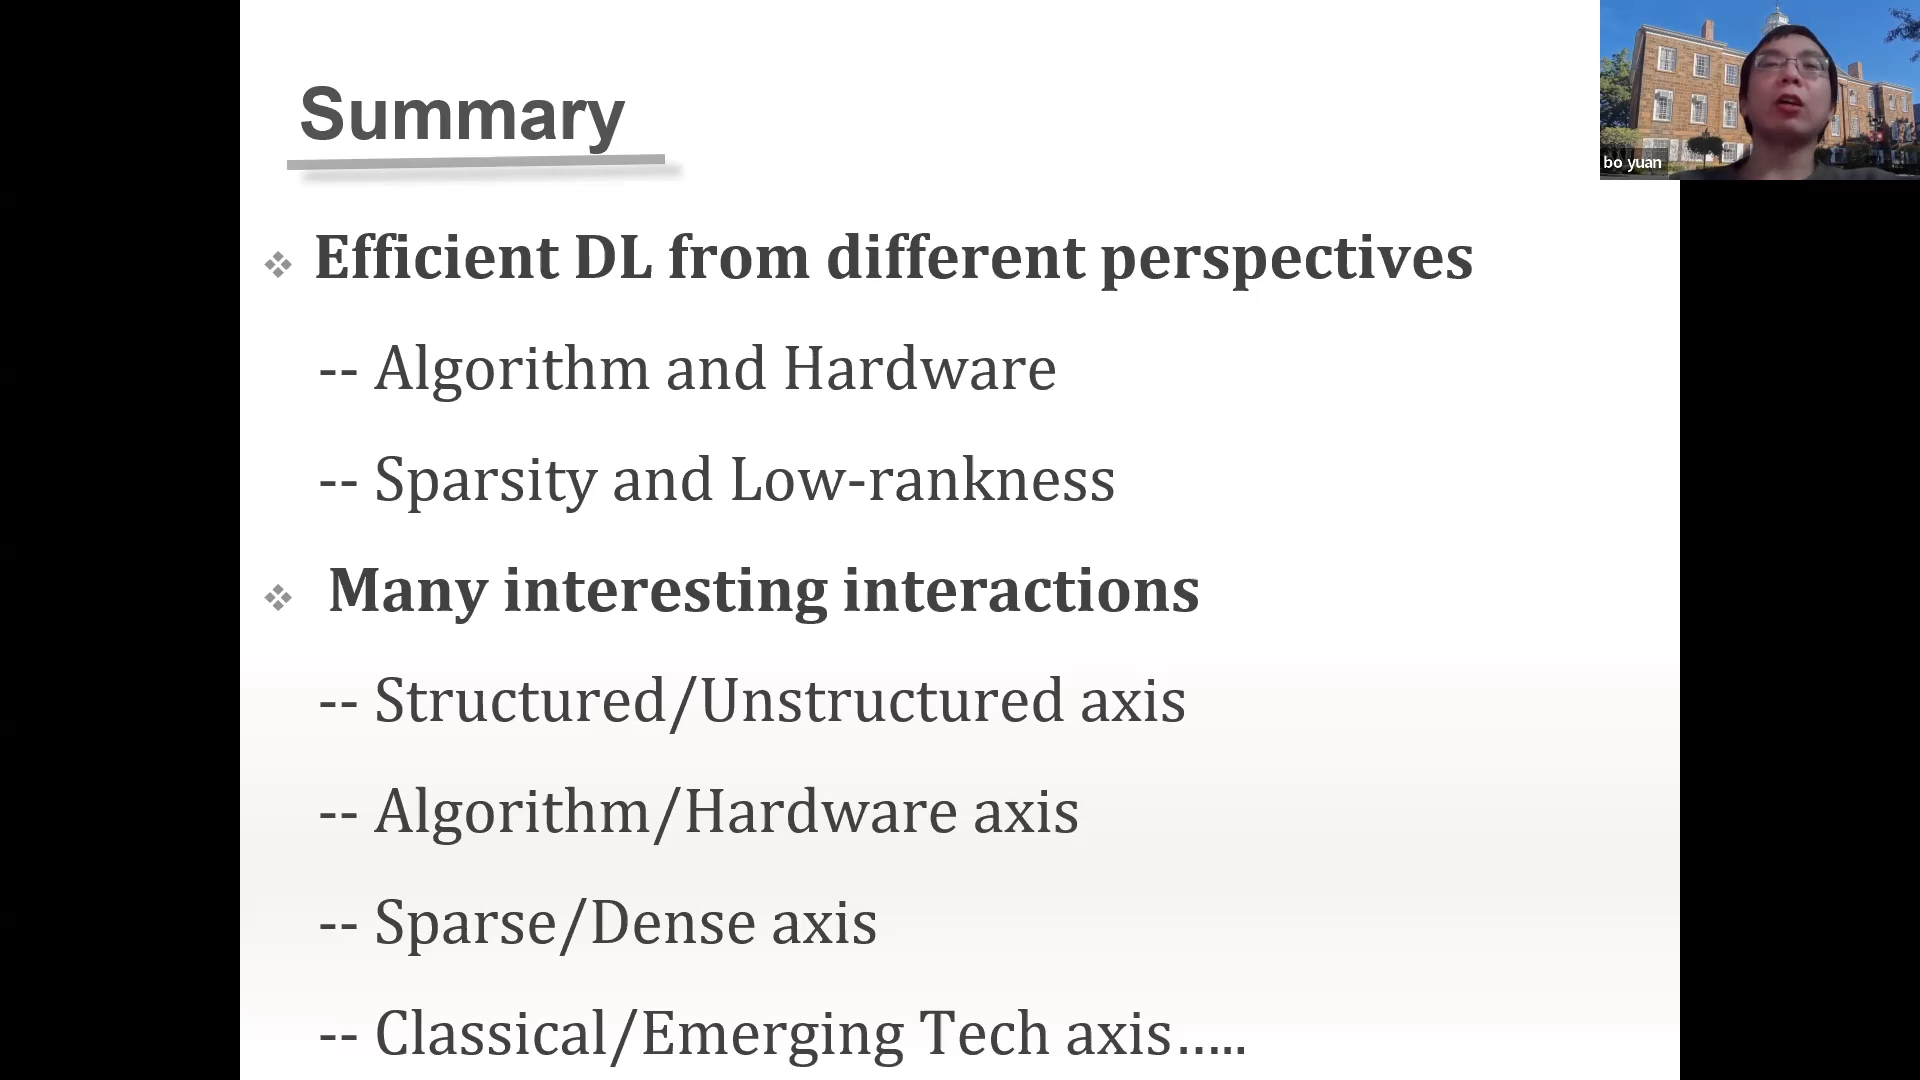 Summary
bo yuan
❖ Efficient DL from different perspectives
-- Algorithm and Hardware
-- Sparsity and Low-rankness
❖ Many interesting interactions
-- Structured/Unstructured axis
-- Algorithm/Hardware axis
-- Sparse/Dense axis
-- Classical/Emerging Tech axis.....